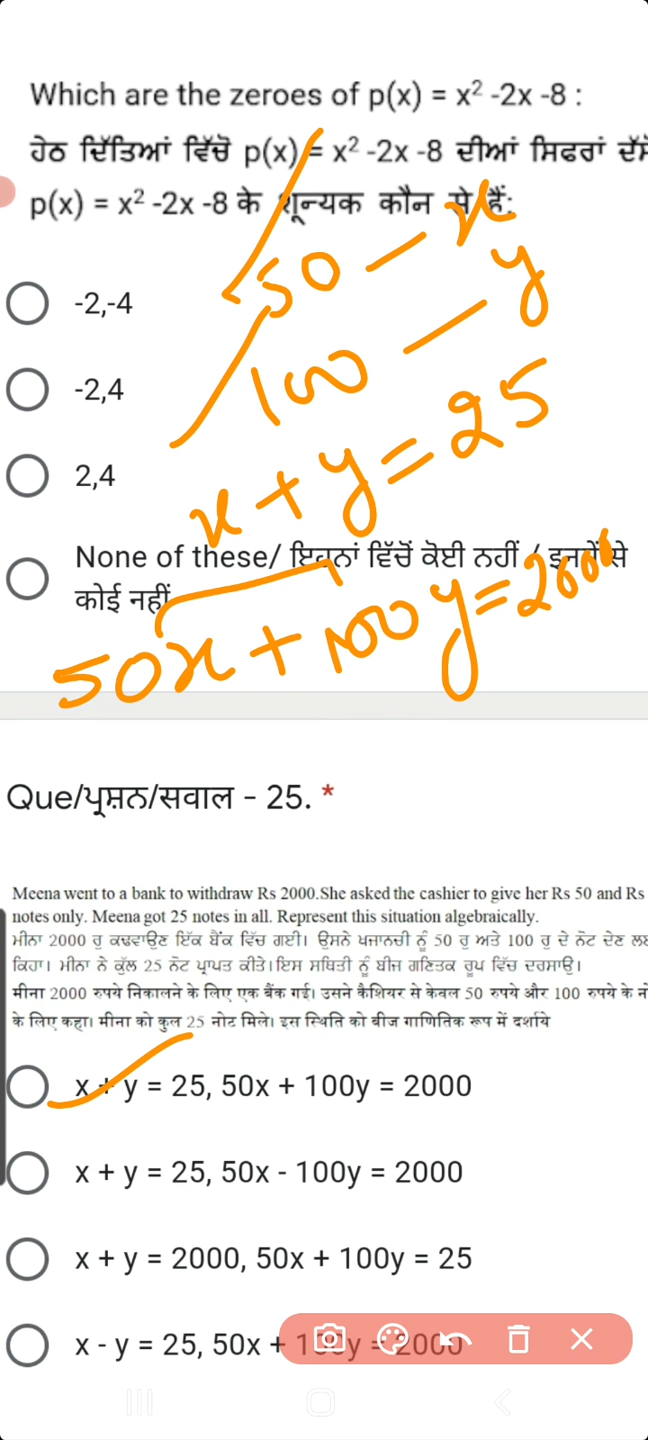 Which are the zeroes of p(x) = x² -2x -8 :
ਹੇਠ ਦਿੱਤਿਆਂ ਵਿੱਚੋਂ p(x) = x² -2x -8 ਦੀਆਂ ਸਿਫਰਾਂ
p(x) = x² -2x -8 के शून्यक कौन से हैं:
50 - x
-2,-4
100 - y
-2,4
x + y = 25
2,4
None of these/ ਇਹਨਾਂ ਵਿੱਚੋਂ ਕੋਈ ਨਹੀਂ / इनमें से
कोई नहीं
50x + 100y = 2000
Que/ਪ੍ਰਸ਼ਨ/सवाल - 25. *
Meena went to a bank to withdraw Rs 2000.She asked the cashier to give her Rs 50 and Rs
notes only. Meena got 25 notes in all. Represent this situation algebraically.
ਮੀਨਾ 2000 ਰੁ ਕਢਵਾਉਣ ਇੱਕ ਬੈਂਕ ਵਿੱਚ ਗਈ। ਉਸਨੇ ਖਜਾਨਚੀ ਨੂੰ 50 ਰੁ ਅਤੇ 100 ਰੁ ਦੇ ਨੋਟ ਦੇਣ
ਕਿਹਾ। ਮੀਨਾ ਨੇ ਕੁੱਲ 25 ਨੋਟ ਪ੍ਰਾਪਤ ਕੀਤੇ।ਇਸ ਸਥਿਤੀ ਨੂੰ ਬੀਜ ਗਣਿਤਕ ਰੂਪ ਵਿੱਚ ਦਰਸਾਉ।
मीना 2000 रुपये निकालने के लिए एक बैंक गई। उसने कैशियर से केवल 50 रुपये और 100 रुपये के
के लिए कहा। मीना को कुल 25 नोट मिले। इस स्थिति को बीज गाणितिक रूप में दर्शाये
x + y = 25, 50x + 100y = 2000
x + y = 25, 50x - 100y = 2000
x + y = 2000, 50x + 100y = 25
x - y = 25, 50x + 100y = 2000